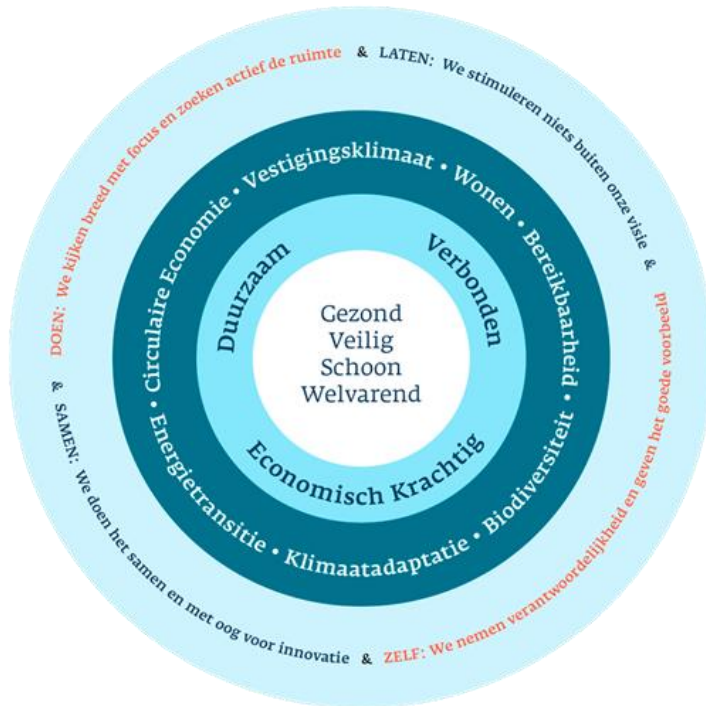 DOEN: We kijken breed met focus en zoeken actief de ruimte
& LATEN: We stimuleren niets buiten onze visie &
ZELF: We nemen verantwoordelijkheid en geven het goede voorbeeld
& SAMEN: We doen het samen en met oog voor innovatie &
Circulaire Economie • Vestigingsklimaat • Wonen • Bereikbaarheid • Biodiversiteit • Klimaatadaptatie • Energietransitie •
Duurzaam
Verbonden
Economisch Krachtig
Gezond
Veilig
Schoon
Welvarend